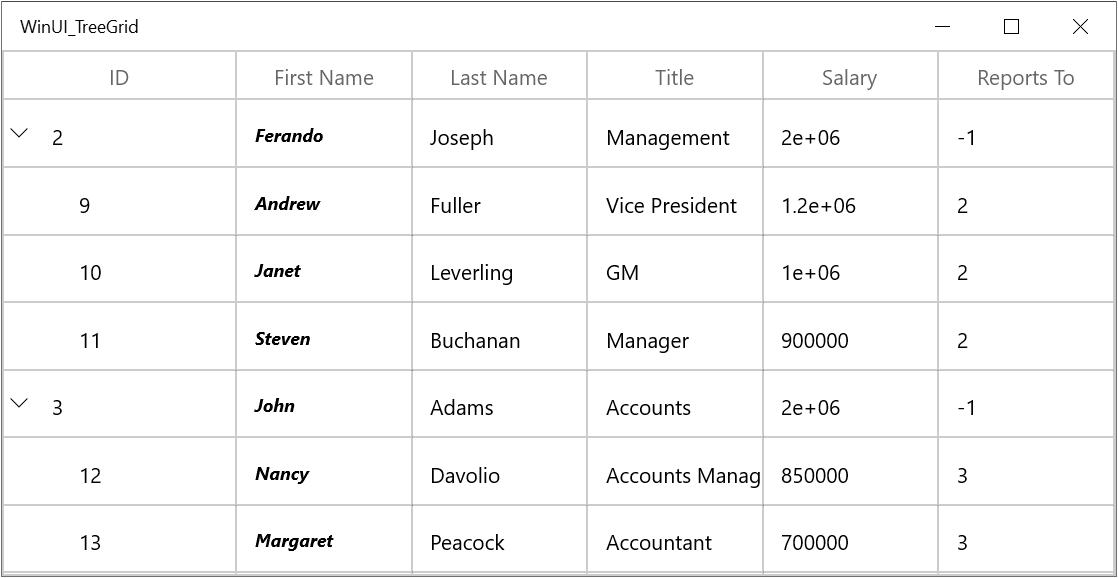 WinUI_TreeGrid
ID First Name Last Name Title Salary Reports To
2 Ferando Joseph Management 2e+06 -1
9 Andrew Fuller Vice President 1.2e+06 2
10 Janet Leverling GM 1e+06 2
11 Steven Buchanan Manager 900000 2
3 John Adams Accounts 2e+06 -1
12 Nancy Davolio Accounts Manag 850000 3
13 Margaret Peacock Accountant 700000 3